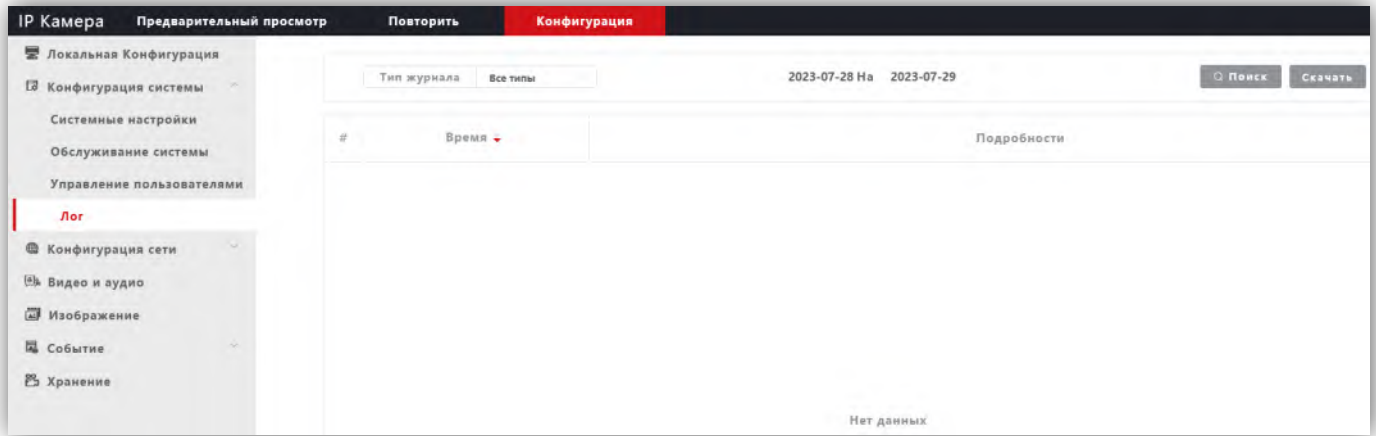 IP Камера Предварительный просмотр Повторить Конфигурация
Локальная Конфигурация
Конфигурация системы
Системные настройки
Обслуживание системы
Управление пользователями
Лог
Конфигурация сети
Видео и аудио
Изображение
Событие
Хранение
Тип журнала Все типы 2023-07-28 На 2023-07-29 Поиск Скачать
# Время Подробности
Нет данных